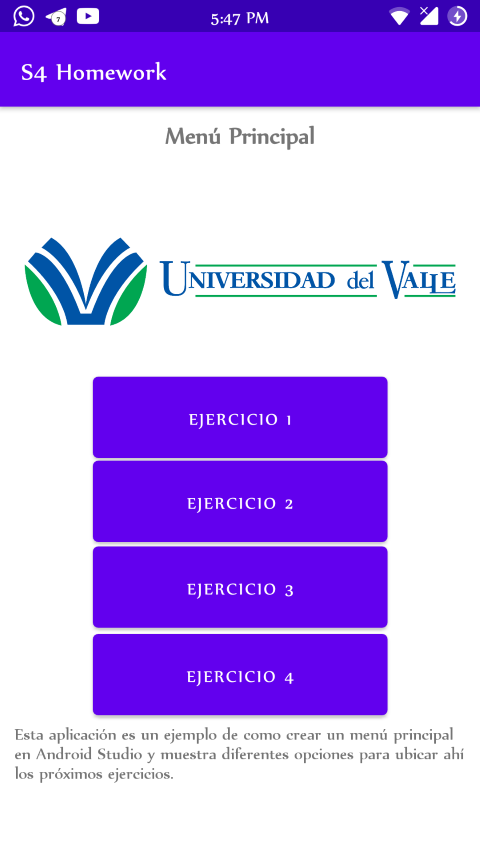 5:47 PM
7
S4 Homework
Menú Principal
UNIVERSIDAD del VALLE
EJERCICIO 1
EJERCICIO 2
EJERCICIO 3
EJERCICIO 4
Esta aplicación es un ejemplo de como crear un menú principal
en Android Studio y muestra diferentes opciones para ubicar ahí
los próximos ejercicios.